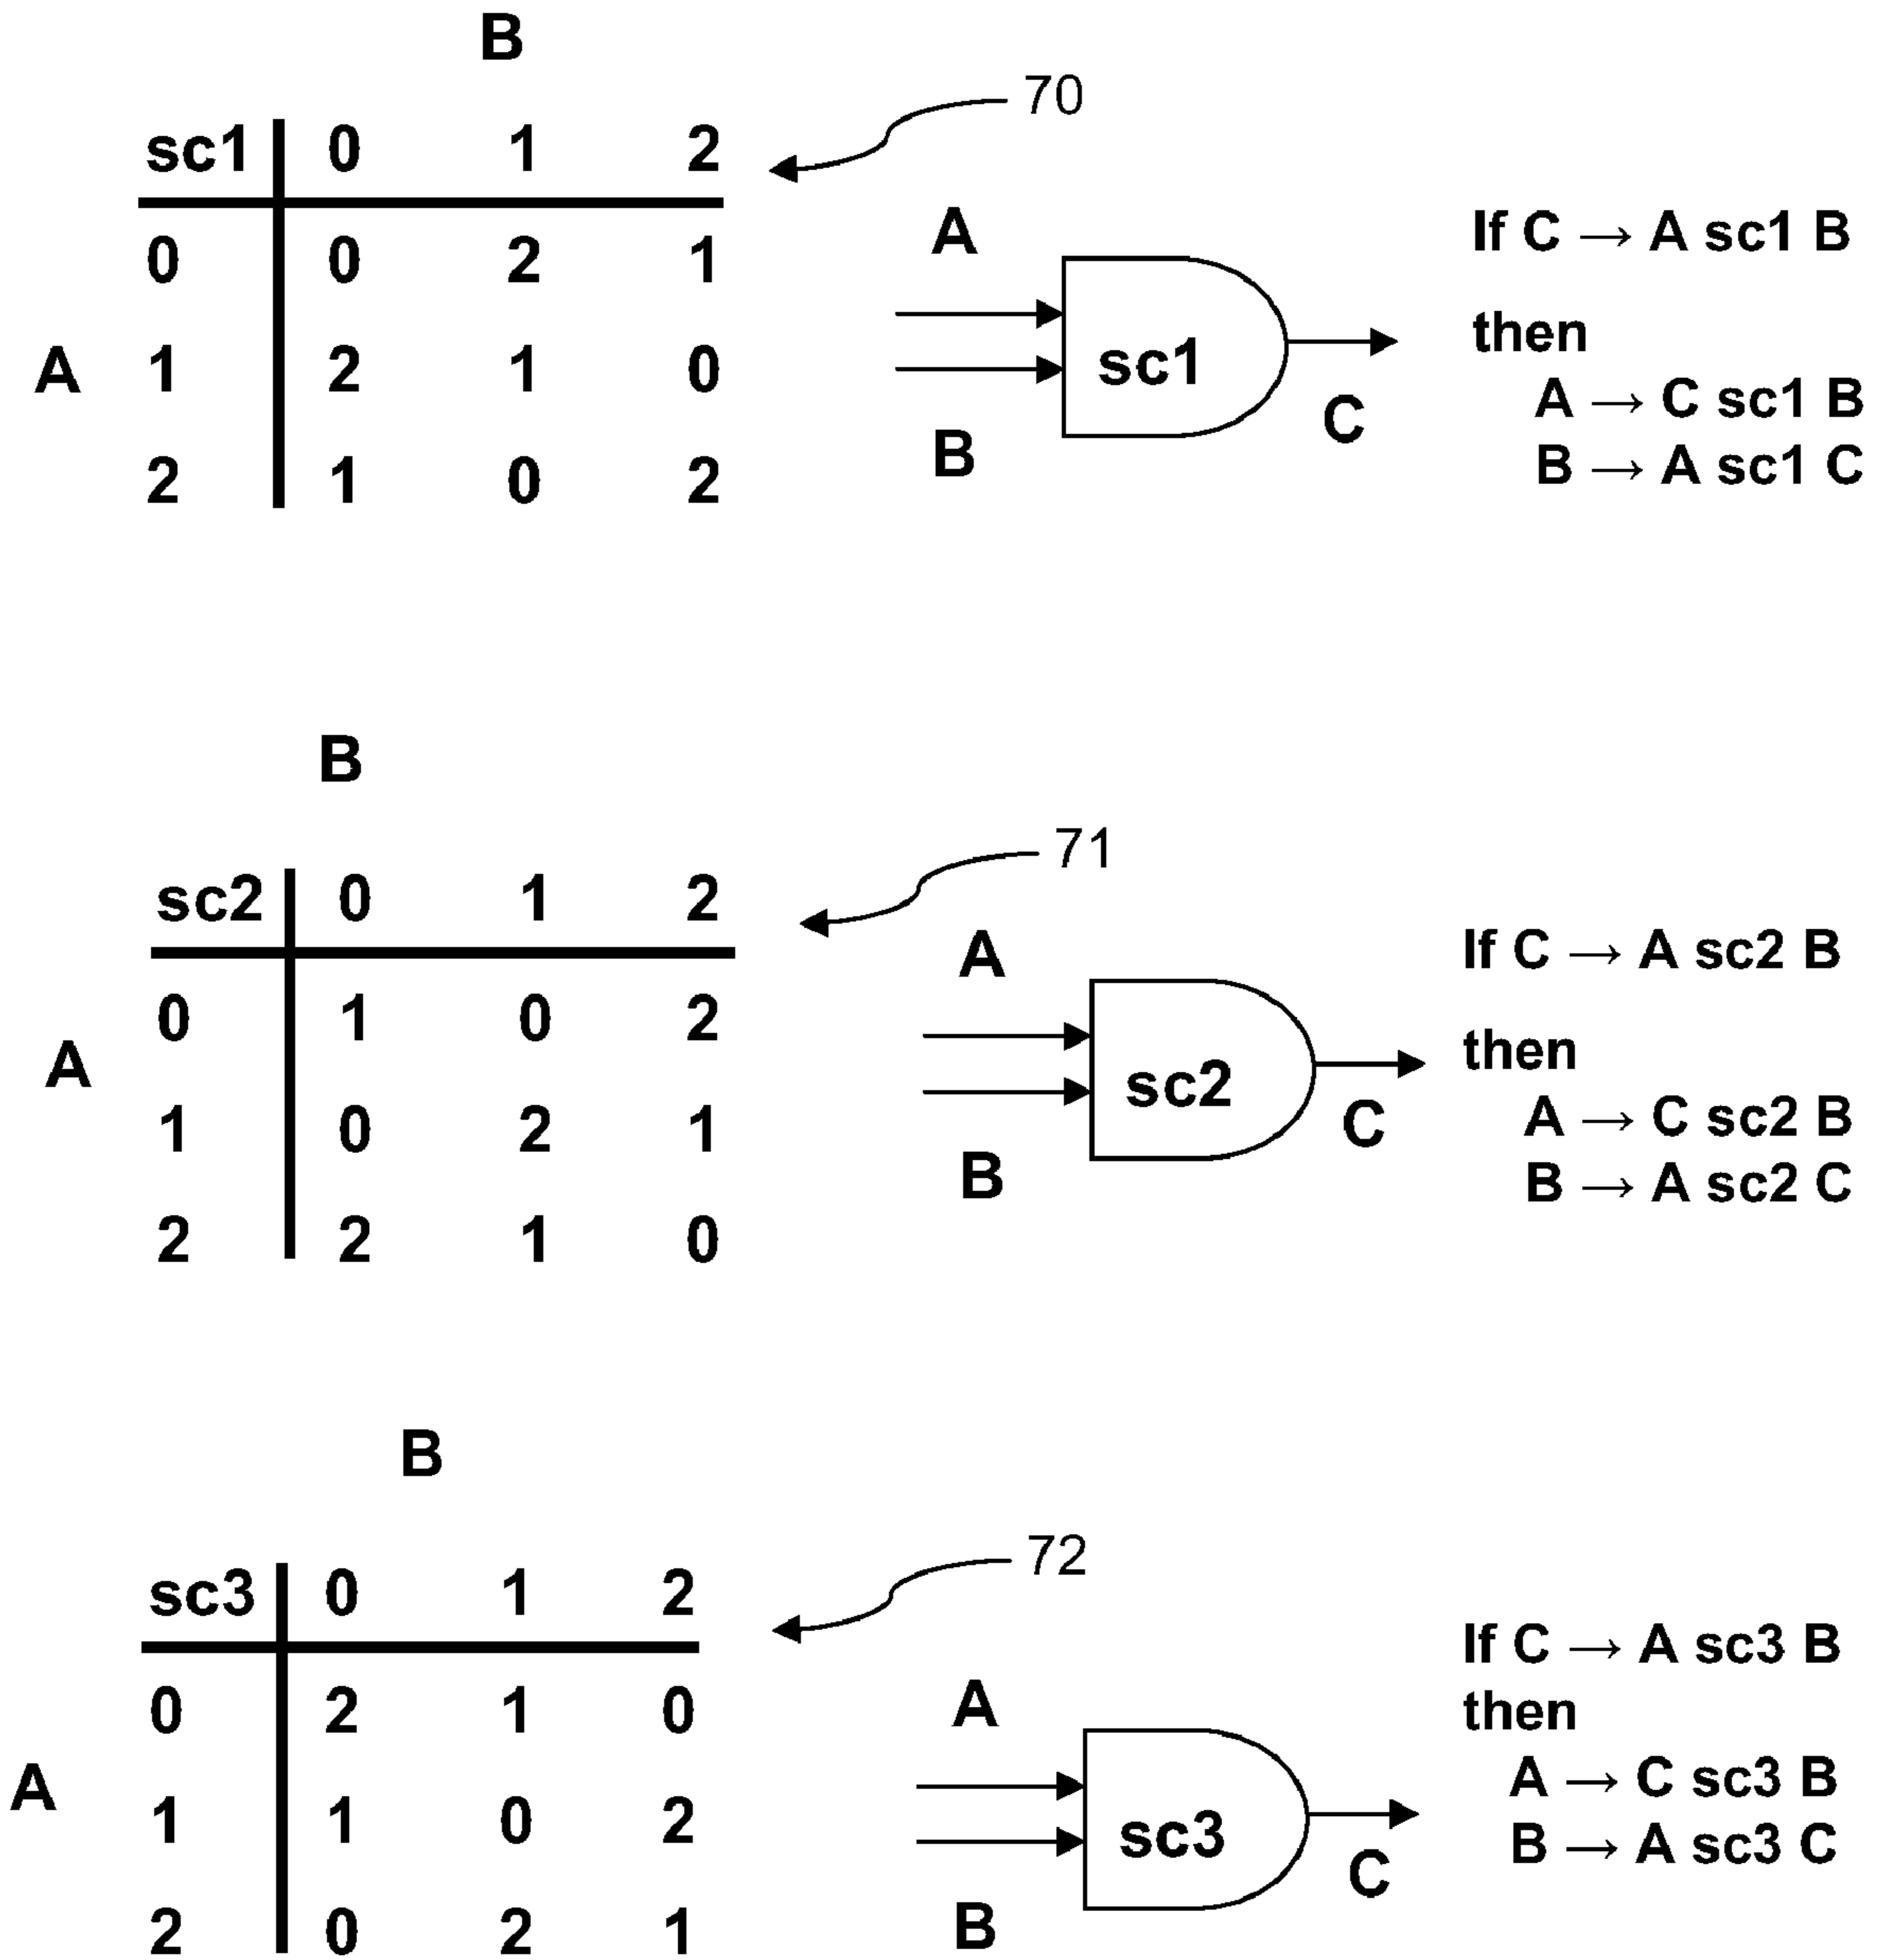 B
70
sc1 0 1 2
0 0 2 1
A 1 2 1 0
2 1 0 2
A
sc1
B
C
If C → A sc1 B
then
A → C sc1 B
B → A sc1 C
B
71
sc2 0 1 2
0 1 0 2
A
1 0 2 1
2 2 1 0
A
sc2
B
C
If C → A sc2 B
then
A → C sc2 B
B → A sc2 C
B
72
sc3 0 1 2
0 2 1 0
A
1 1 0 2
2 0 2 1
A
sc3
B
C
If C → A sc3 B
then
A → C sc3 B
B → A sc3 C